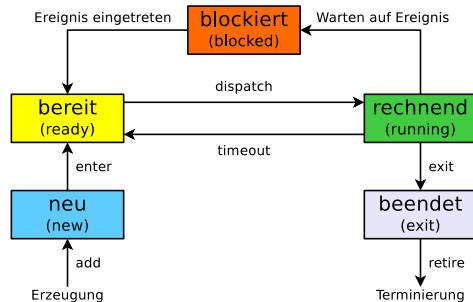 blockiert
(blocked)
Ereignis eingetreten
Warten auf Ereignis
bereit
(ready)
dispatch
timeout
rechnend
(running)
enter
exit
neu
(new)
beendet
(exit)
add
retire
Erzeugung
Terminierung